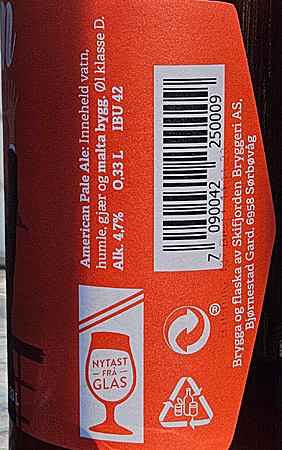 American Pale Ale: Inneheld vatn,
humle, gjær og malta bygg. Øl klasse D.
Alk. 4,7% 0,33 L IBU 42
7 090042 250009
NYTAST
FRÅ
GLAS
®
Brygga og flaska av Skifjorden Bryggeri AS,
Bjørnestad Gard. 6958 Sørbøvåg